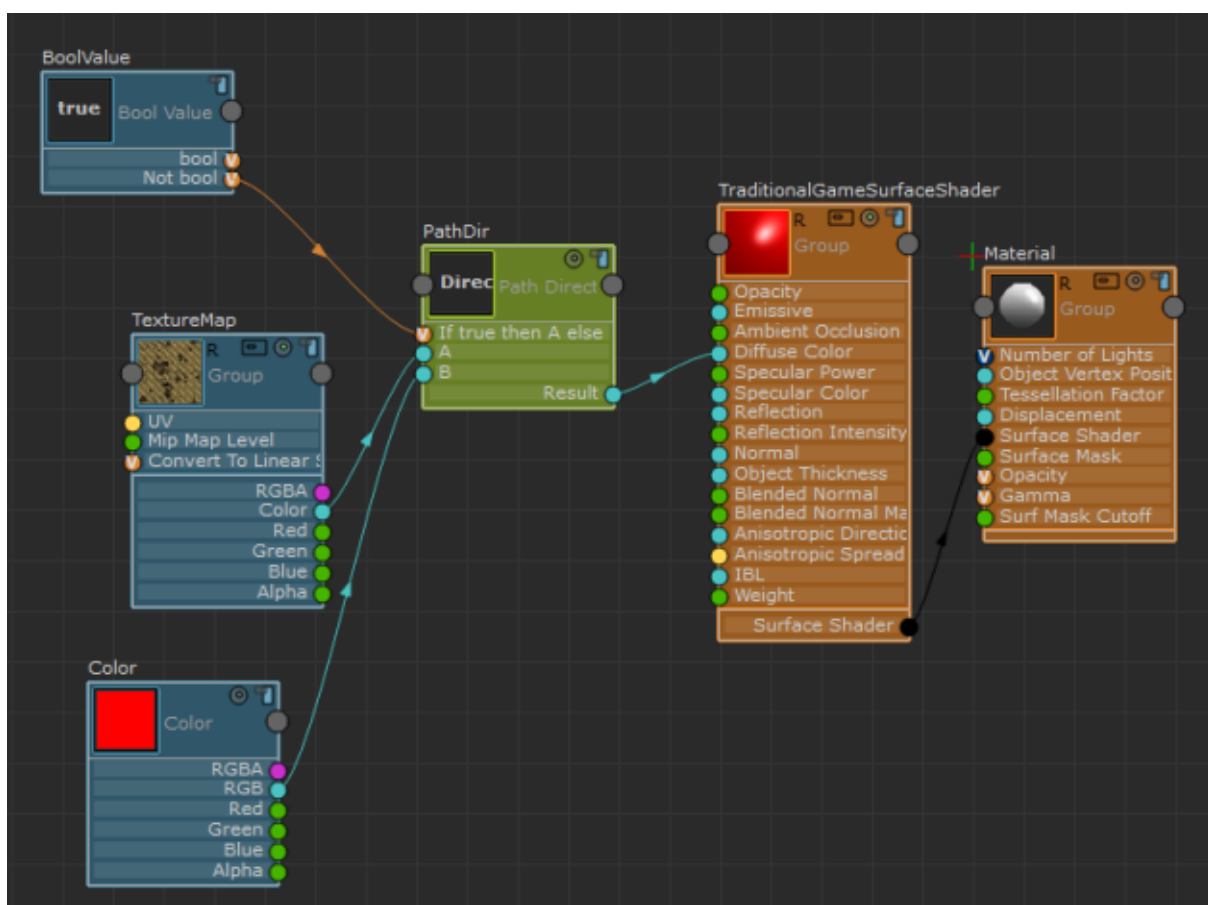 BoolValue
true
Bool Value
bool
Not bool
TextureMap
R
Group
UV
Mip Map Level
Convert To Linear S
RGBA
Color
Red
Green
Blue
Alpha
Color
Color
RGBA
RGB
Red
Green
Blue
Alpha
PathDir
Direc
Path Direct
If true then A else
A
B
Result
TraditionalGameSurfaceShader
R
Group
Opacity
Emissive
Ambient Occlusion
Diffuse Color
Specular Power
Specular Color
Reflection
Reflection Intensity
Normal
Object Thickness
Blended Normal
Blended Normal Ma
Anisotropic Directic
Anisotropic Spread
IBL
Weight
Surface Shader
Material
R
Group
Number of Lights
Object Vertex Posit
Tessellation Factor
Displacement
Surface Shader
Surface Mask
Opacity
Gamma
Surf Mask Cutoff